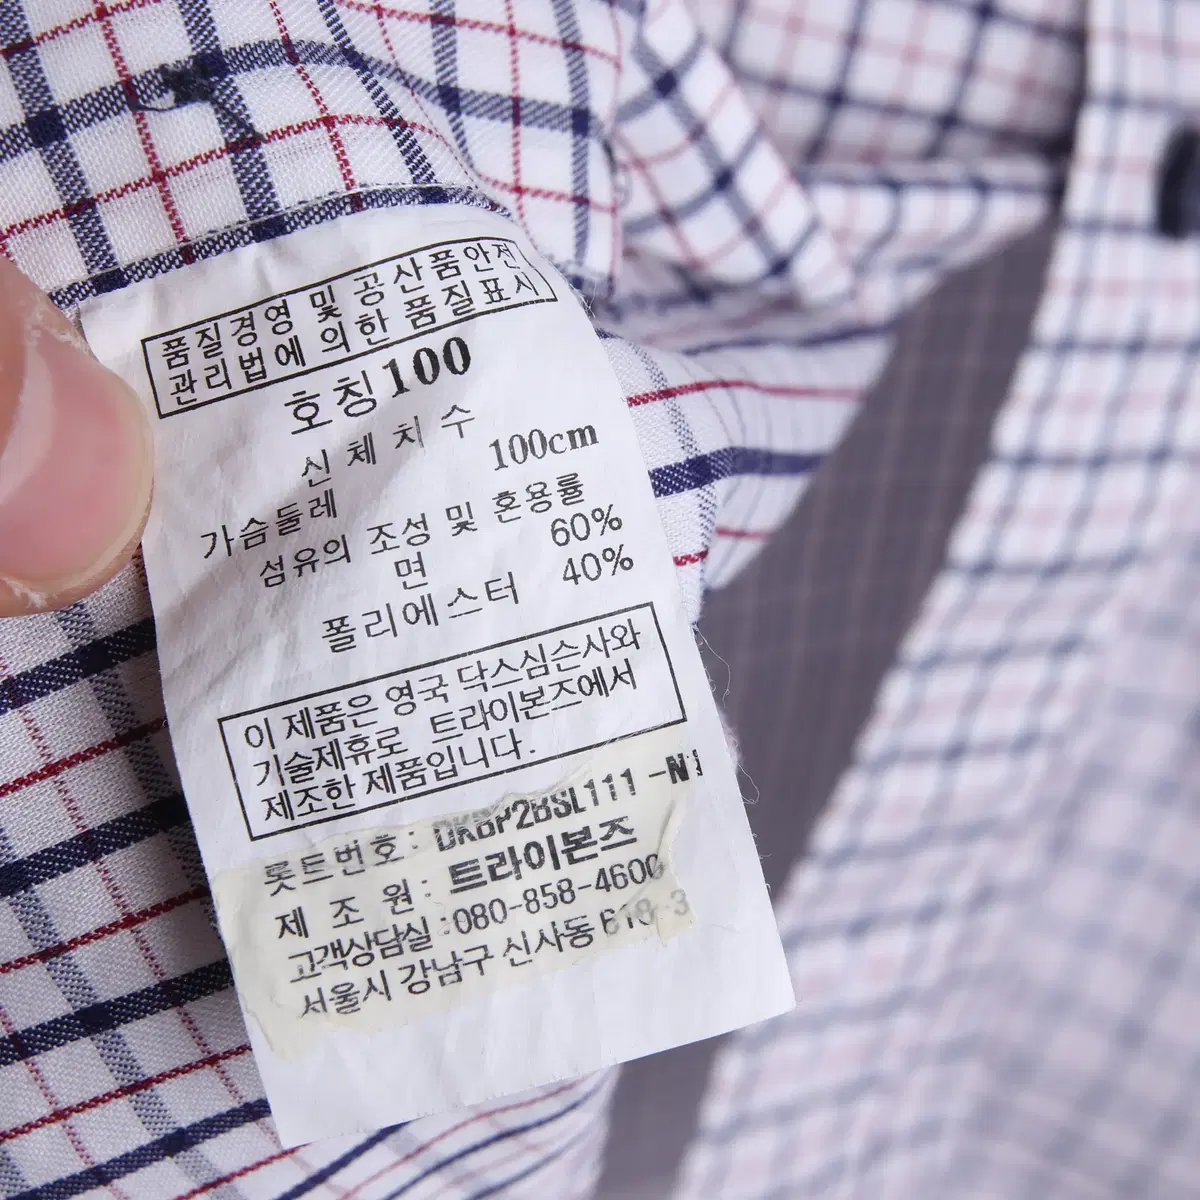 품질경영 및 공산품안전
관리법에 의한 품질표시
호칭 100
신체치수
가슴둘레 100cm
섬유의 조성 및 혼용률
면 60%
폴리에스터 40%
이 제품은 영국 닥스심슨사와
기술제휴로 트라이본즈에서
제조한 제품입니다.
롯트번호: DKBP2BSL111-N1
제조원: 트라이본즈
고객상담실:080-858-4600
서울시 강남구 신사동 618-3